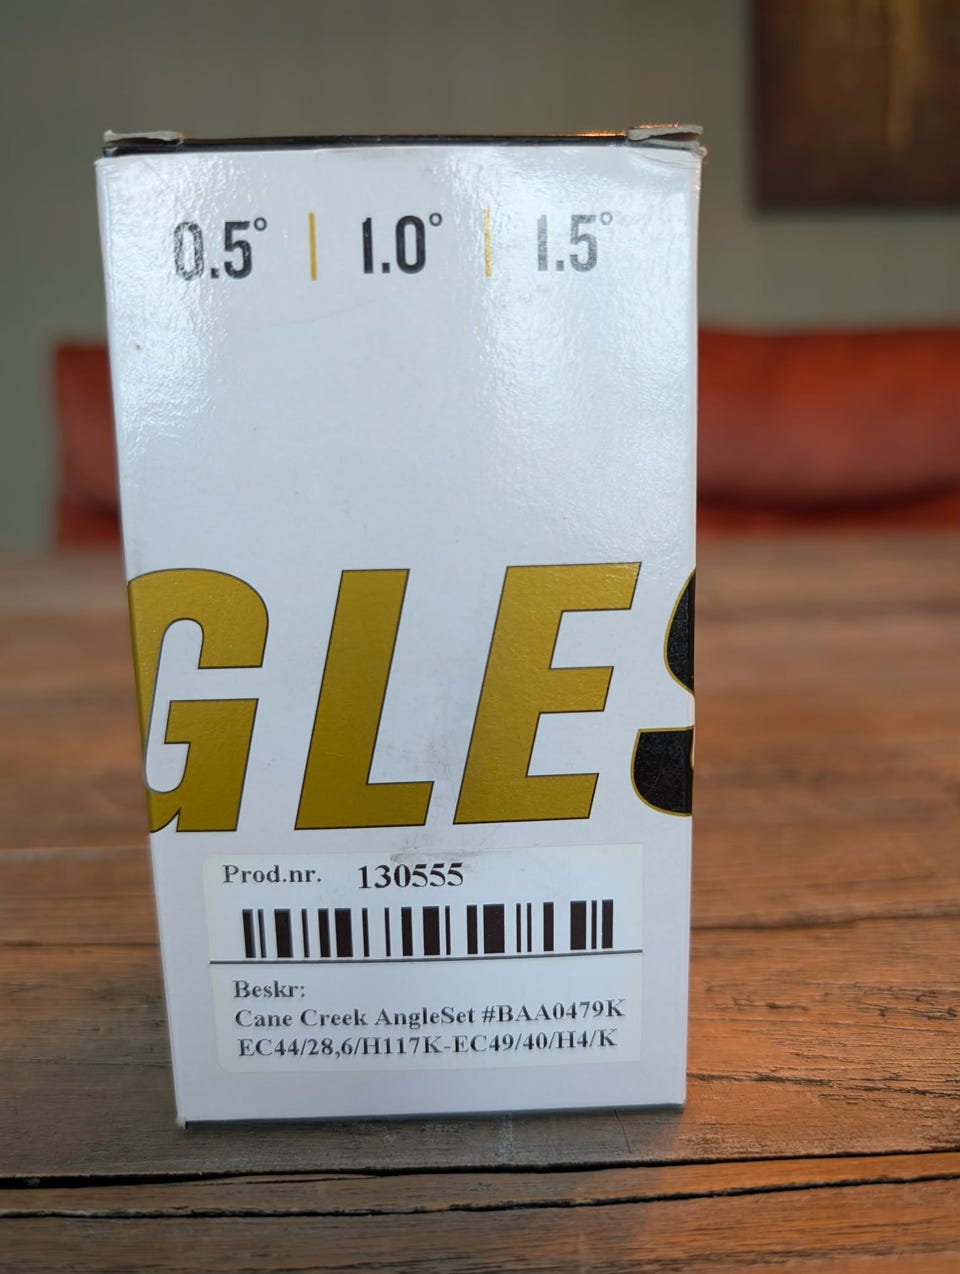 0.5° | 1.0° | 1.5°
GLES
Prod.nr. 130555
Beskr:
Cane Creek AngleSet #BAA0479K
EC44/28,6/H117K-EC49/40/H4/K